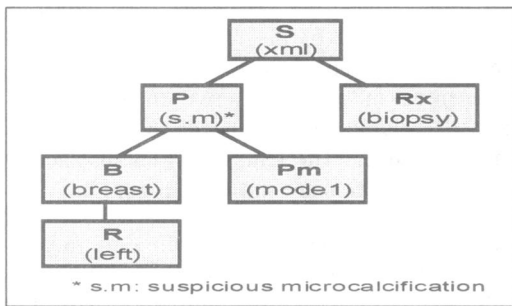 S
(xml)
P
(s.m)*
Rx
(biopsy)
B
(breast)
Pm
(mode1)
R
(left)
* s.m: suspicious microcalcification